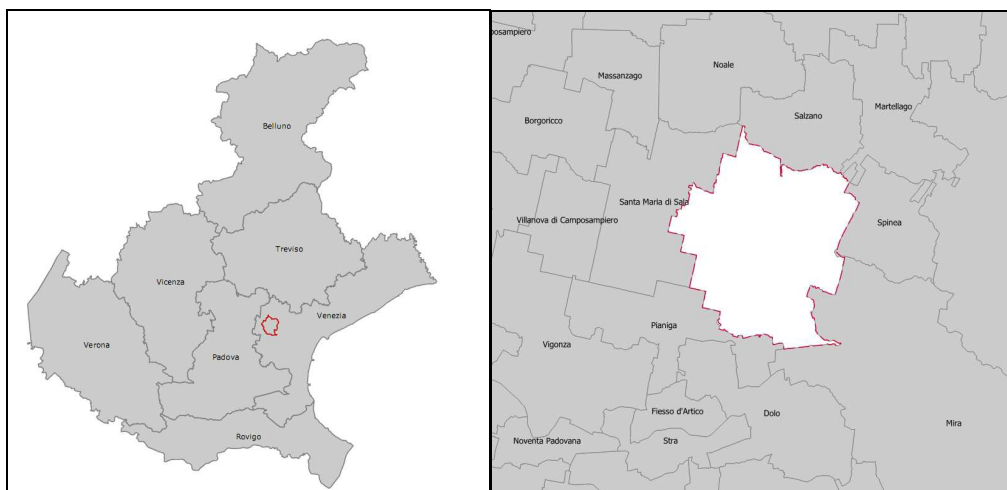 Belluno
Treviso
Vicenza
Venezia
Verona
Padova
Rovigo
posampiero
Noale
Massanzago
Martellago
Salzano
Borgoricco
Santa Maria di Sala
Villanova di Camposampiero
Spinea
Pianiga
Vigonza
Fiesso d'Artico
Dolo
Mira
Noventa Padovana
Stra